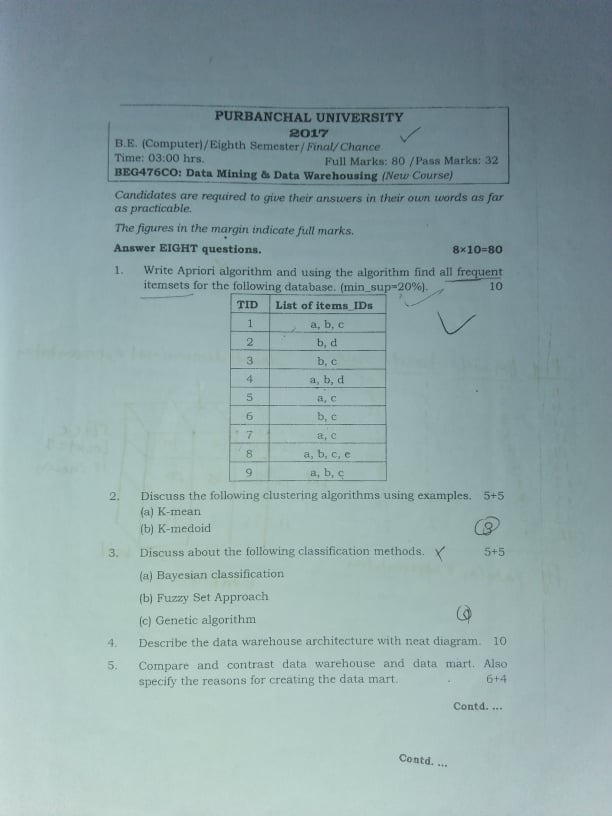 PURBANCHAL UNIVERSITY
2017
B.E. (Computer)/Eighth Semester/Final/Chance
Time: 03:00 hrs. Full Marks: 80 /Pass Marks: 32
BEG476CO: Data Mining & Data Warehousing (New Course)
Candidates are required to give their answers in their own words as far
as practicable.
The figures in the margin indicate full marks.
Answer EIGHT questions. 8×10=80
1. Write Apriori algorithm and using the algorithm find all frequent
itemsets for the following database. (min_sup=20%). 10
TID List of items_IDs
1 a, b, c
2 b, d
3 b, c
4 a, b, d
5 a, c
6 b, c
7 a, c
8 a, b, c, e
9 a, b, c
2. Discuss the following clustering algorithms using examples. 5+5
(a) K-mean
(b) K-medoid
3. Discuss about the following classification methods. 5+5
(a) Bayesian classification
(b) Fuzzy Set Approach
(c) Genetic algorithm
4. Describe the data warehouse architecture with neat diagram. 10
5. Compare and contrast data warehouse and data mart. Also
specify the reasons for creating the data mart. 6+4
Contd. ...
Contd. ...